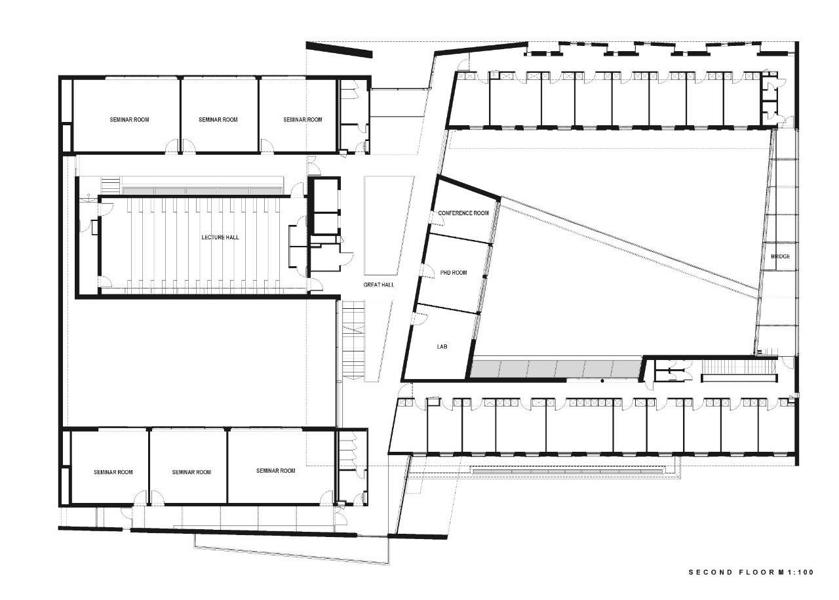 SEMINAR ROOM
SEMINAR ROOM
SEMINAR ROOM
CONFERENCE ROOM
LECTURE HALL
BRIDGE
PHD ROOM
GREAT HALL
LAB
SEMINAR ROOM
SEMINAR ROOM
SEMINAR ROOM
SECOND FLOOR M 1:100